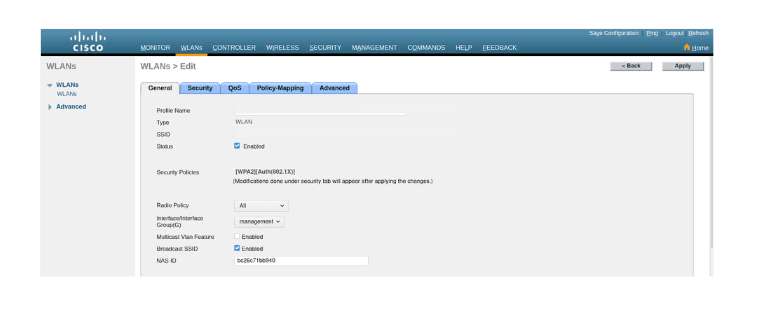 Save Configuration Ping Logout Refresh
CISCO
MONITOR WLANs CONTROLLER WIRELESS SECURITY MANAGEMENT COMMANDS HELP FEEDBACK Home
WLANs
WLANs > Edit
< Back Apply
WLANs
WLANs
Advanced
General Security QoS Policy-Mapping Advanced
Profile Name
Type WLAN
SSID
Status Enabled
Security Policies [WPA2][Auth(802.1X)]
(Modifications done under security tab will appear after applying the changes.)
Radio Policy All
Interface/Interface
Group(G) management
Multicast Vlan Feature Enabled
Broadcast SSID Enabled
NAS-ID